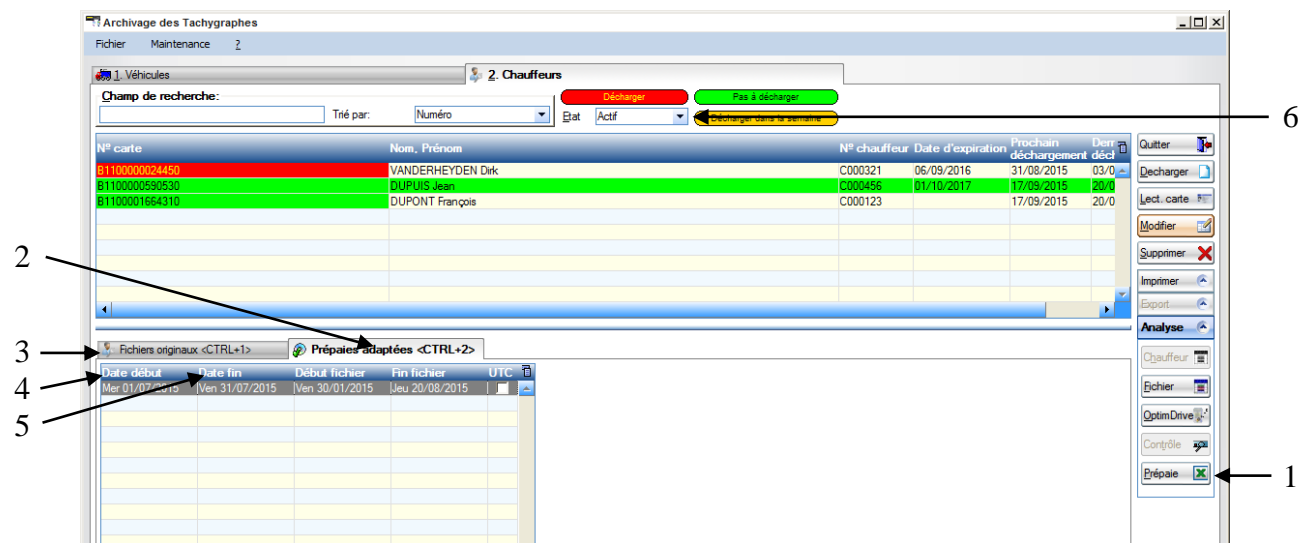 Archivage des Tachygraphes
Fichier Maintenance ?
1. Véhicules 2. Chauffeurs
Champ de recherche: Décharger Pas à décharger
Trié par: Numéro Etat Actif Décharger dans la semaine 6
Nº carte Nom, Prénom Nº chauffeur Date d'expiration Prochain déchargement Dern déch
B1100000024450 VANDERHEYDEN Dirk C000321 06/09/2016 31/08/2015 03/0
B1100000590530 DUPUIS Jean C000456 01/10/2017 17/09/2015 20/0
B1100001664310 DUPONT François C000123 17/09/2015 20/0
Quitter
Decharger
Lect. carte
Modifier
Supprimer
Imprimer
Export
Analyse
Chauffeur
Fichier
OptimDrive
Contrôle
Prépaie 1
2
3 Fichiers originaux <CTRL+1> Prépaies adaptées <CTRL+2>
4 Date début Date fin Début fichier Fin fichier UTC
5 Mer 01/07/2015 Ven 31/07/2015 Ven 30/01/2015 Jeu 20/08/2015